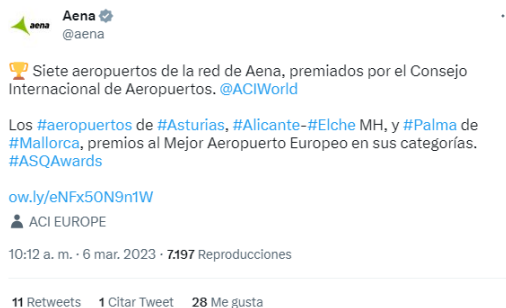 aena
Aena
@aena
Siete aeropuertos de la red de Aena, premiados por el Consejo
Internacional de Aeropuertos. @ACIWorld
Los #aeropuertos de #Asturias, #Alicante-#Elche MH, y #Palma de
#Mallorca, premios al Mejor Aeropuerto Europeo en sus categorías.
#ASQAwards
ow.ly/eNFx50N9n1W
ACI EUROPE
10:12 a. m. · 6 mar. 2023 · 7.197 Reproducciones
11 Retweets 1 Citar Tweet 28 Me gusta